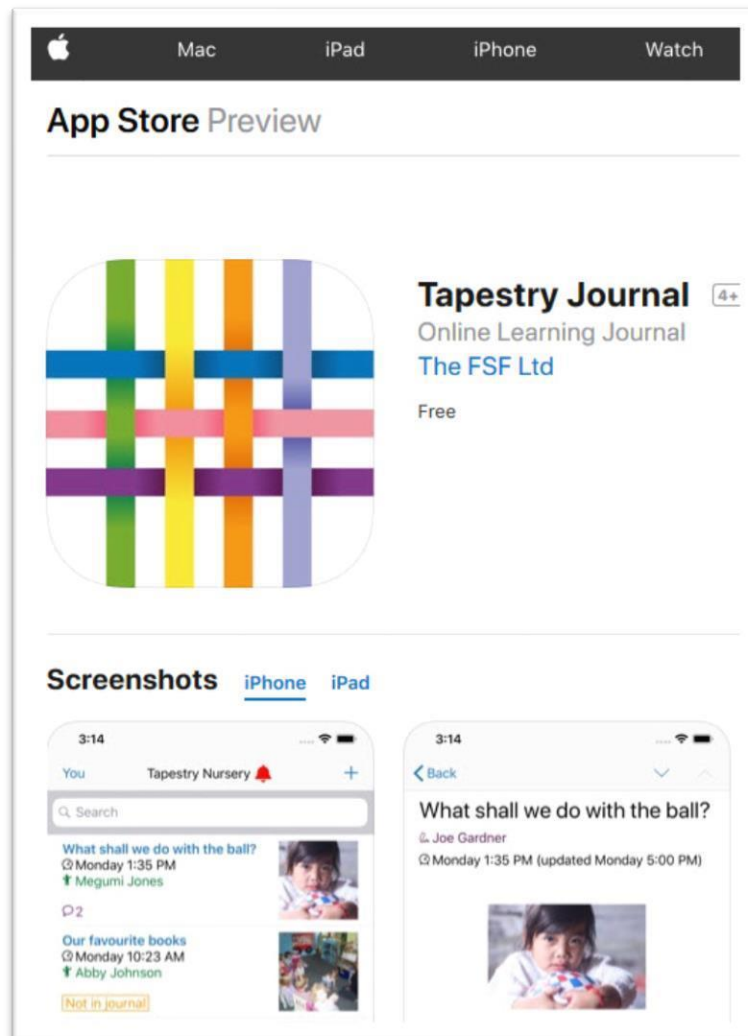 Mac iPad iPhone Watch
App Store Preview
Tapestry Journal 4+
Online Learning Journal
The FSF Ltd
Free
Screenshots iPhone iPad
3:14
You Tapestry Nursery +
Search
What shall we do with the ball?
Monday 1:35 PM
Megumi Jones
2
Our favourite books
Monday 10:23 AM
Abby Johnson
Not in journal
3:14
Back
What shall we do with the ball?
Joe Gardner
Monday 1:35 PM (updated Monday 5:00 PM)